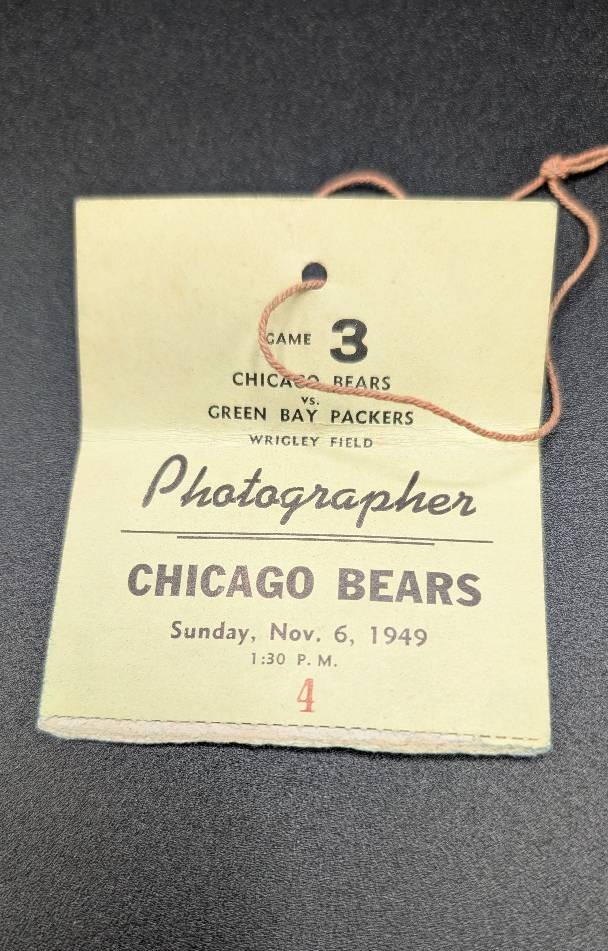 GAME 3
CHICAGO BEARS
vs.
GREEN BAY PACKERS
WRIGLEY FIELD
Photographer
CHICAGO BEARS
Sunday, Nov. 6, 1949
1:30 P. M.
4